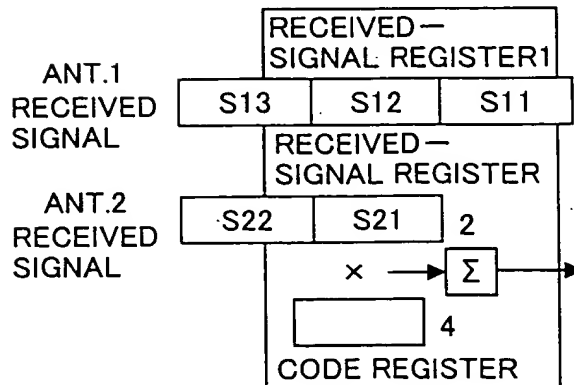 RECEIVED—
SIGNAL REGISTER1
ANT.1
RECEIVED
SIGNAL
S13 S12 S11
RECEIVED—
SIGNAL REGISTER
ANT.2
RECEIVED
SIGNAL
S22 S21 2
× Σ
4
CODE REGISTER